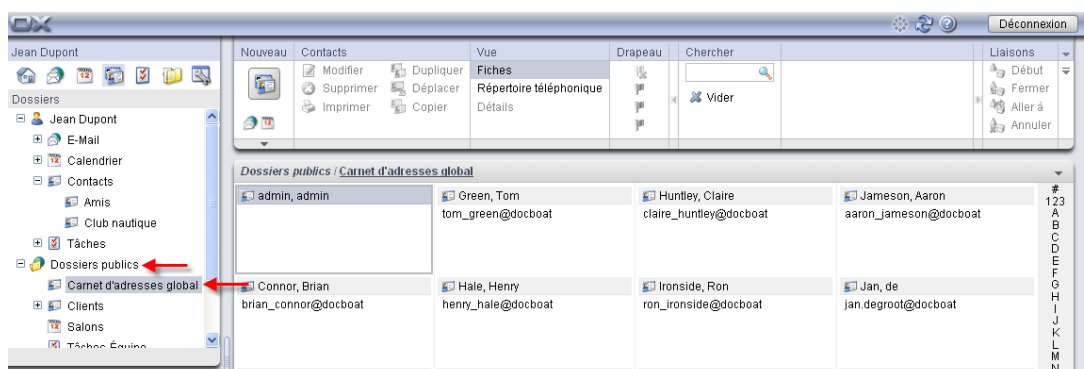 OX Déconnexion
Jean Dupont Nouveau Contacts Vue Drapeau Chercher Liaisons
Modifier Dupliquer Fiches Début
Supprimer Déplacer Répertoire téléphonique Fermer
Imprimer Copier Détails Vider Aller à
Annuler
Dossiers
Jean Dupont
E-Mail
Calendrier
Contacts
Amis
Club nautique
Tâches
Dossiers publics
Carnet d'adresses global
Clients
Salons
Tâches Équipe
Dossiers publics / Carnet d'adresses global
admin, admin Green, Tom Huntley, Claire Jameson, Aaron
tom_green@docboat claire_huntley@docboat aaron_jameson@docboat
Connor, Brian Hale, Henry Ironside, Ron Jan, de
brian_connor@docboat henry_hale@docboat ron_ironside@docboat jan.degroot@docboat
#
123
A
B
C
D
E
F
G
H
I
J
K
L
M
N